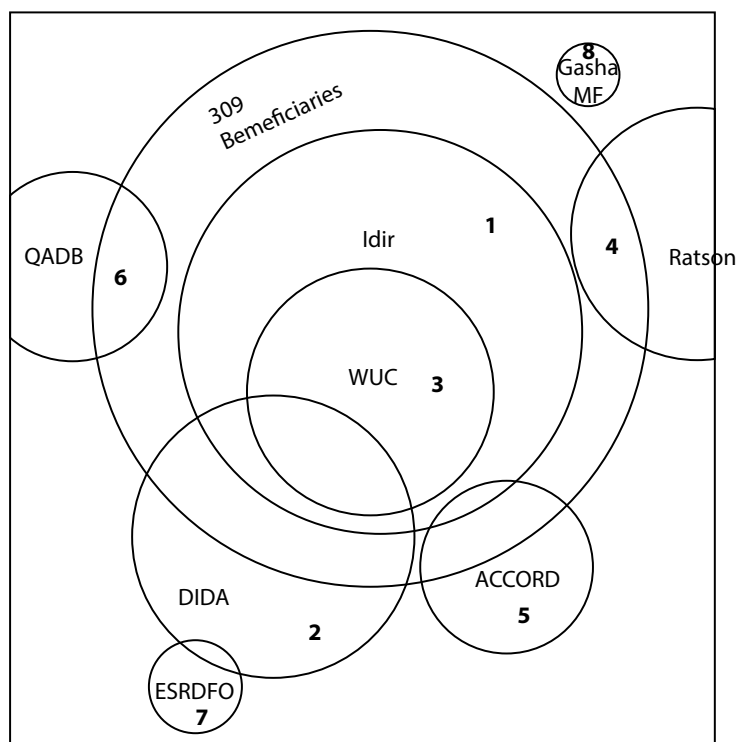 8
Gasha
MF
309
Bemeficiaries
1
Idir
4
Ratson
QADB
6
WUC
3
ACCORD
5
DIDA
2
ESRDFO
7